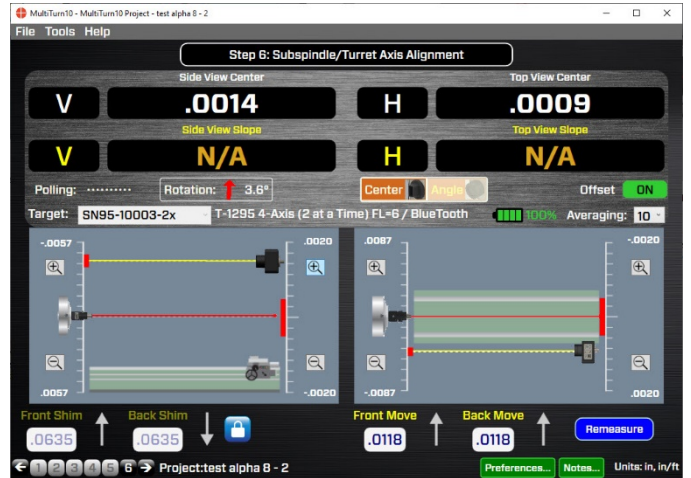 MultiTurn10 - MultiTurn10 Project - test alpha 8 - 2
File Tools Help
Step 6: Subspindle/Turret Axis Alignment
Side View Center Top View Center
V .0014 H .0009
Side View Slope Top View Slope
V N/A H N/A
Polling: .......... Rotation: 3.6° Center Angle Offset ON
Target: SN95-10003-2x T-1295 4-Axis (2 at a Time) FL=6 / BlueTooth 100% Averaging: 10
-.0057 .0020 .0087 -.0020
.0057 -.0020 -.0087 .0020
Front Shim Back Shim Front Move Back Move
.0635 .0635 .0118 .0118 Remeasure
1 2 3 4 5 6 Project:test alpha 8 - 2 Preferences... Notes... Units: in, in/ft